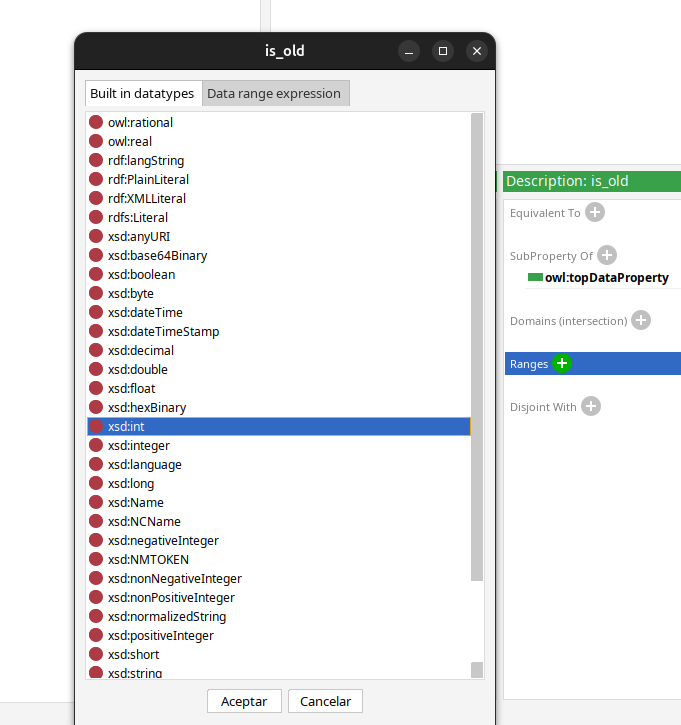 is_old
Built in datatypes
Data range expression
owl:rational
owl:real
rdf:langString
rdf:PlainLiteral
rdf:XMLLiteral
rdfs:Literal
xsd:anyURI
xsd:base64Binary
xsd:boolean
xsd:byte
xsd:dateTime
xsd:dateTimeStamp
xsd:decimal
xsd:double
xsd:float
xsd:hexBinary
xsd:int
xsd:integer
xsd:language
xsd:long
xsd:Name
xsd:NCName
xsd:negativeInteger
xsd:NMTOKEN
xsd:nonNegativeInteger
xsd:nonPositiveInteger
xsd:normalizedString
xsd:positiveInteger
xsd:short
xsd:string
Aceptar
Cancelar
Description: is_old
Equivalent To
SubProperty Of
owl:topDataProperty
Domains (intersection)
Ranges
Disjoint With